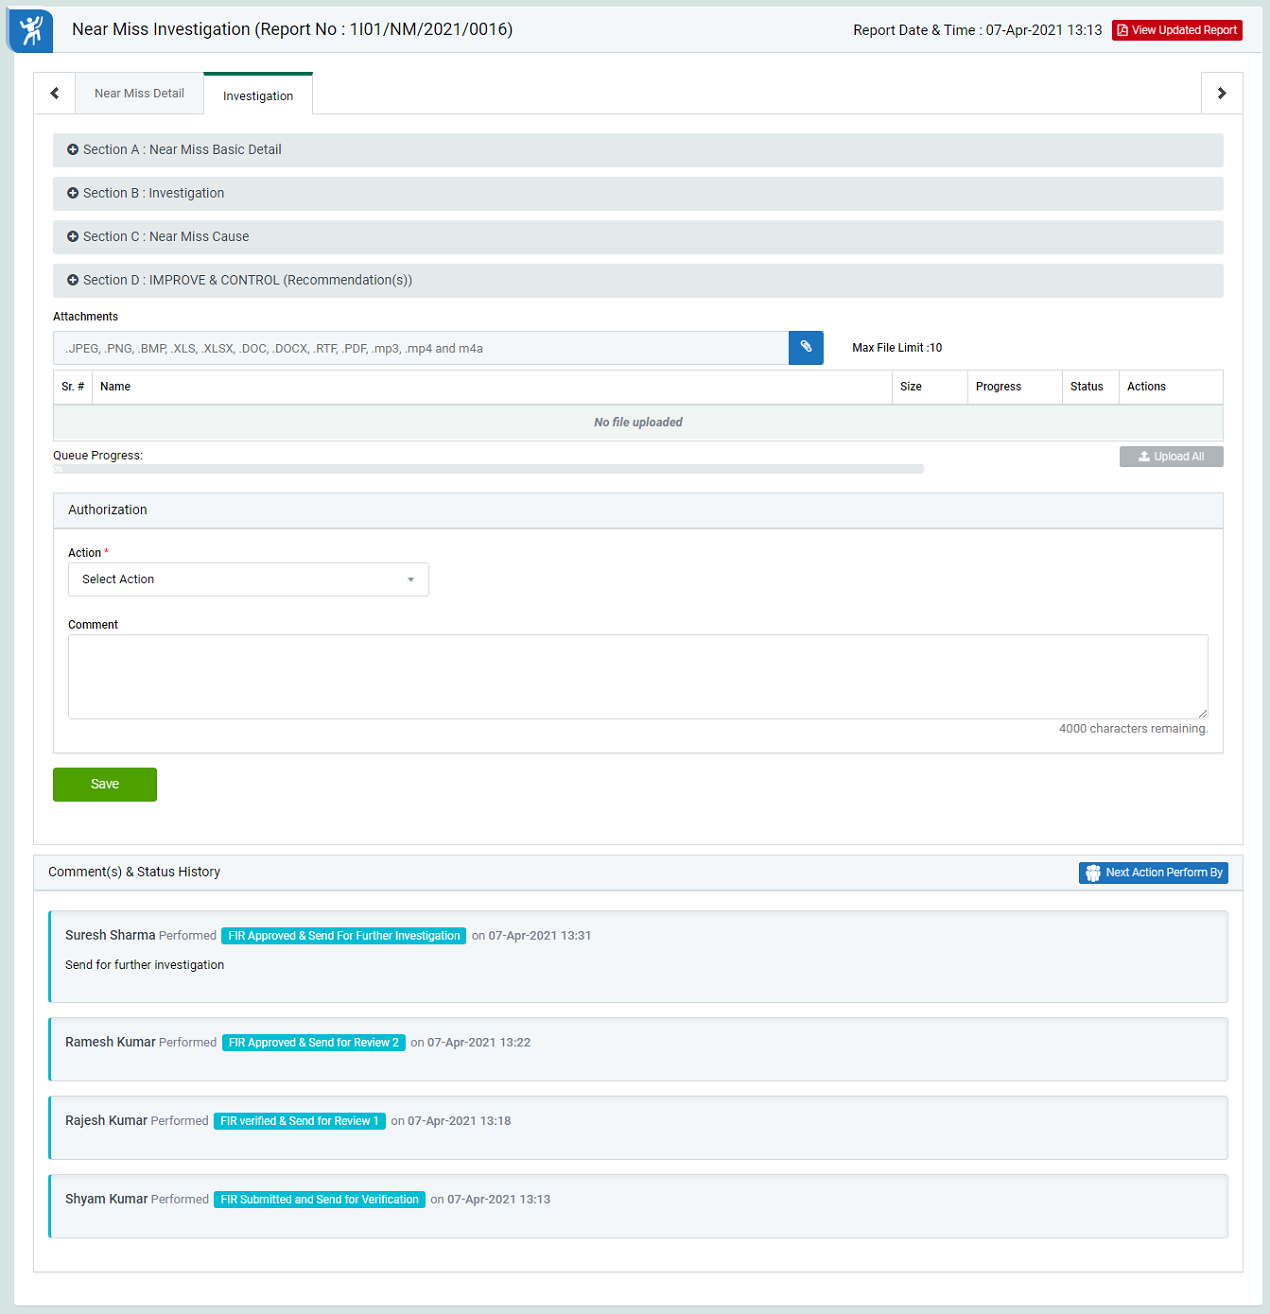 Near Miss Investigation (Report No : 1I01/NM/2021/0016)
Report Date & Time : 07-Apr-2021 13:13 View Updated Report
Near Miss Detail
Investigation
Section A : Near Miss Basic Detail
Section B : Investigation
Section C : Near Miss Cause
Section D : IMPROVE & CONTROL (Recommendation(s))
Attachments
.JPEG, .PNG, .BMP, .XLS, .XLSX, .DOC, .DOCX, .RTF, .PDF, .mp3, .mp4 and m4a
Max File Limit :10
Sr. # Name Size Progress Status Actions
No file uploaded
Queue Progress:
Upload All
Authorization
Action *
Select Action
Comment
4000 characters remaining.
Save
Comment(s) & Status History
Next Action Perform By
Suresh Sharma Performed FIR Approved & Send For Further Investigation on 07-Apr-2021 13:31
Send for further investigation
Ramesh Kumar Performed FIR Approved & Send for Review 2 on 07-Apr-2021 13:22
Rajesh Kumar Performed FIR verified & Send for Review 1 on 07-Apr-2021 13:18
Shyam Kumar Performed FIR Submitted and Send for Verification on 07-Apr-2021 13:13